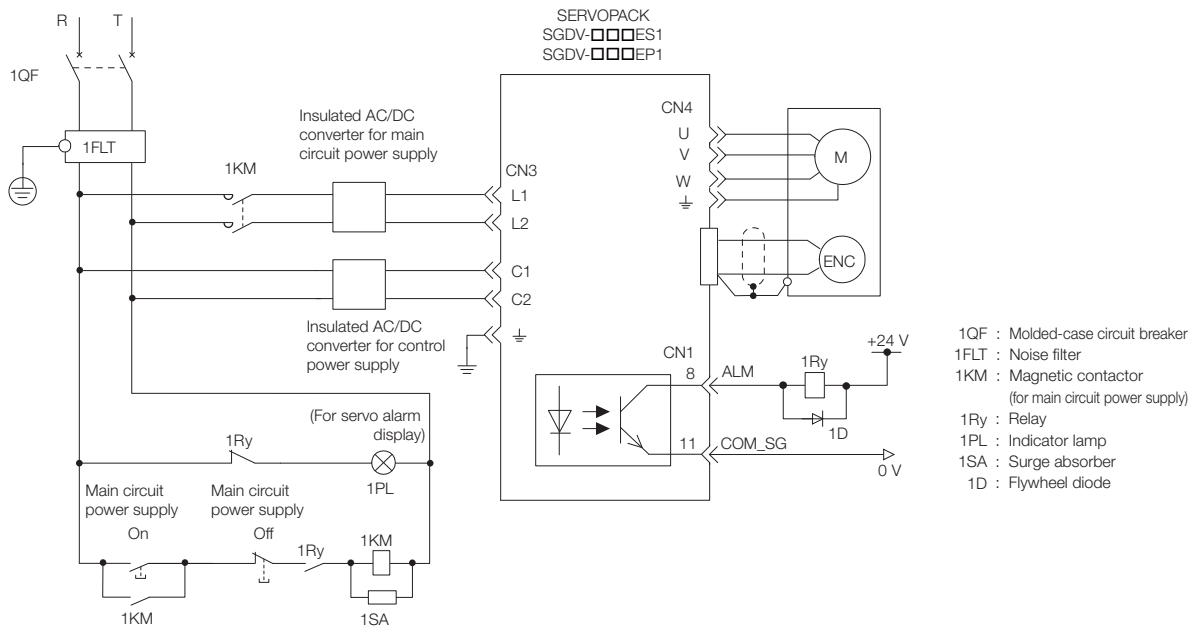 SERVOPACK
SGDV-□□□ES1
SGDV-□□□EP1
R T
1QF
1FLT
Insulated AC/DC
converter for main
circuit power supply
1KM
CN3
L1
L2
C1
C2
Insulated AC/DC
converter for control
power supply
CN4
U
V
W
M
ENC
CN1
8
ALM
1Ry
+24 V
1D
11
COM_SG
0 V
(For servo alarm
display)
1Ry
1PL
Main circuit
power supply
On
Main circuit
power supply
Off
1Ry
1KM
1KM
1SA
1QF : Molded-case circuit breaker
1FLT : Noise filter
1KM : Magnetic contactor
(for main circuit power supply)
1Ry : Relay
1PL : Indicator lamp
1SA : Surge absorber
1D : Flywheel diode